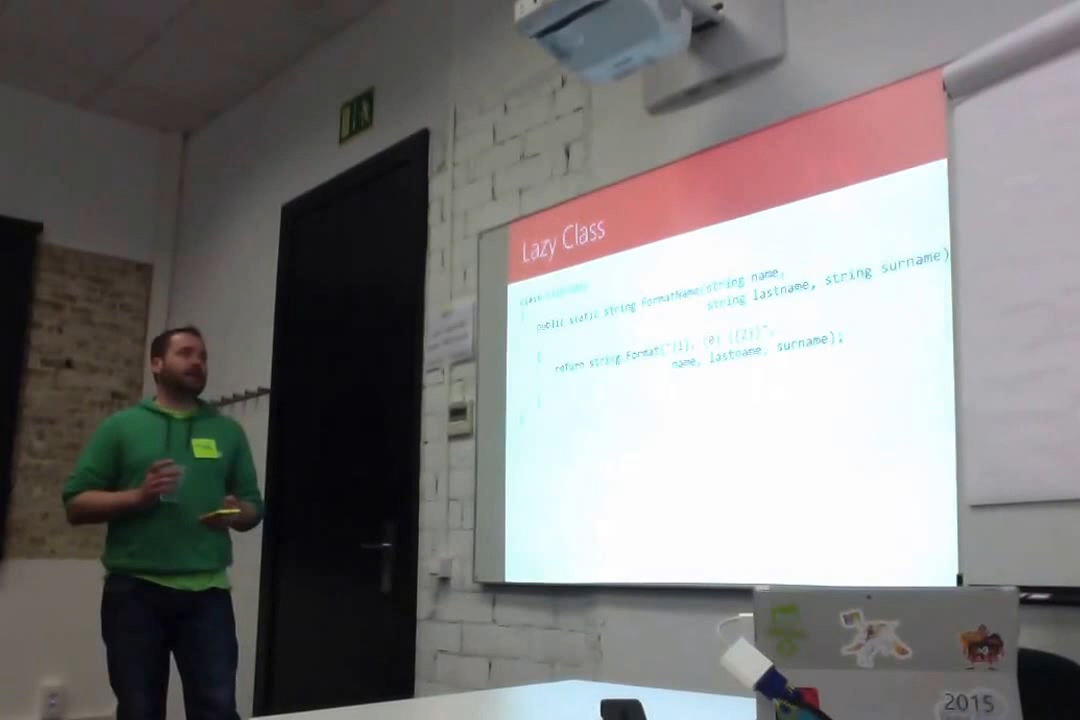 Lazy Class
class
{
public static string FormatName(string name,
string lastname, string surname)
{
return string.Format("{1}, {0} ({2})",
name, lastname, surname);
}
}
2015